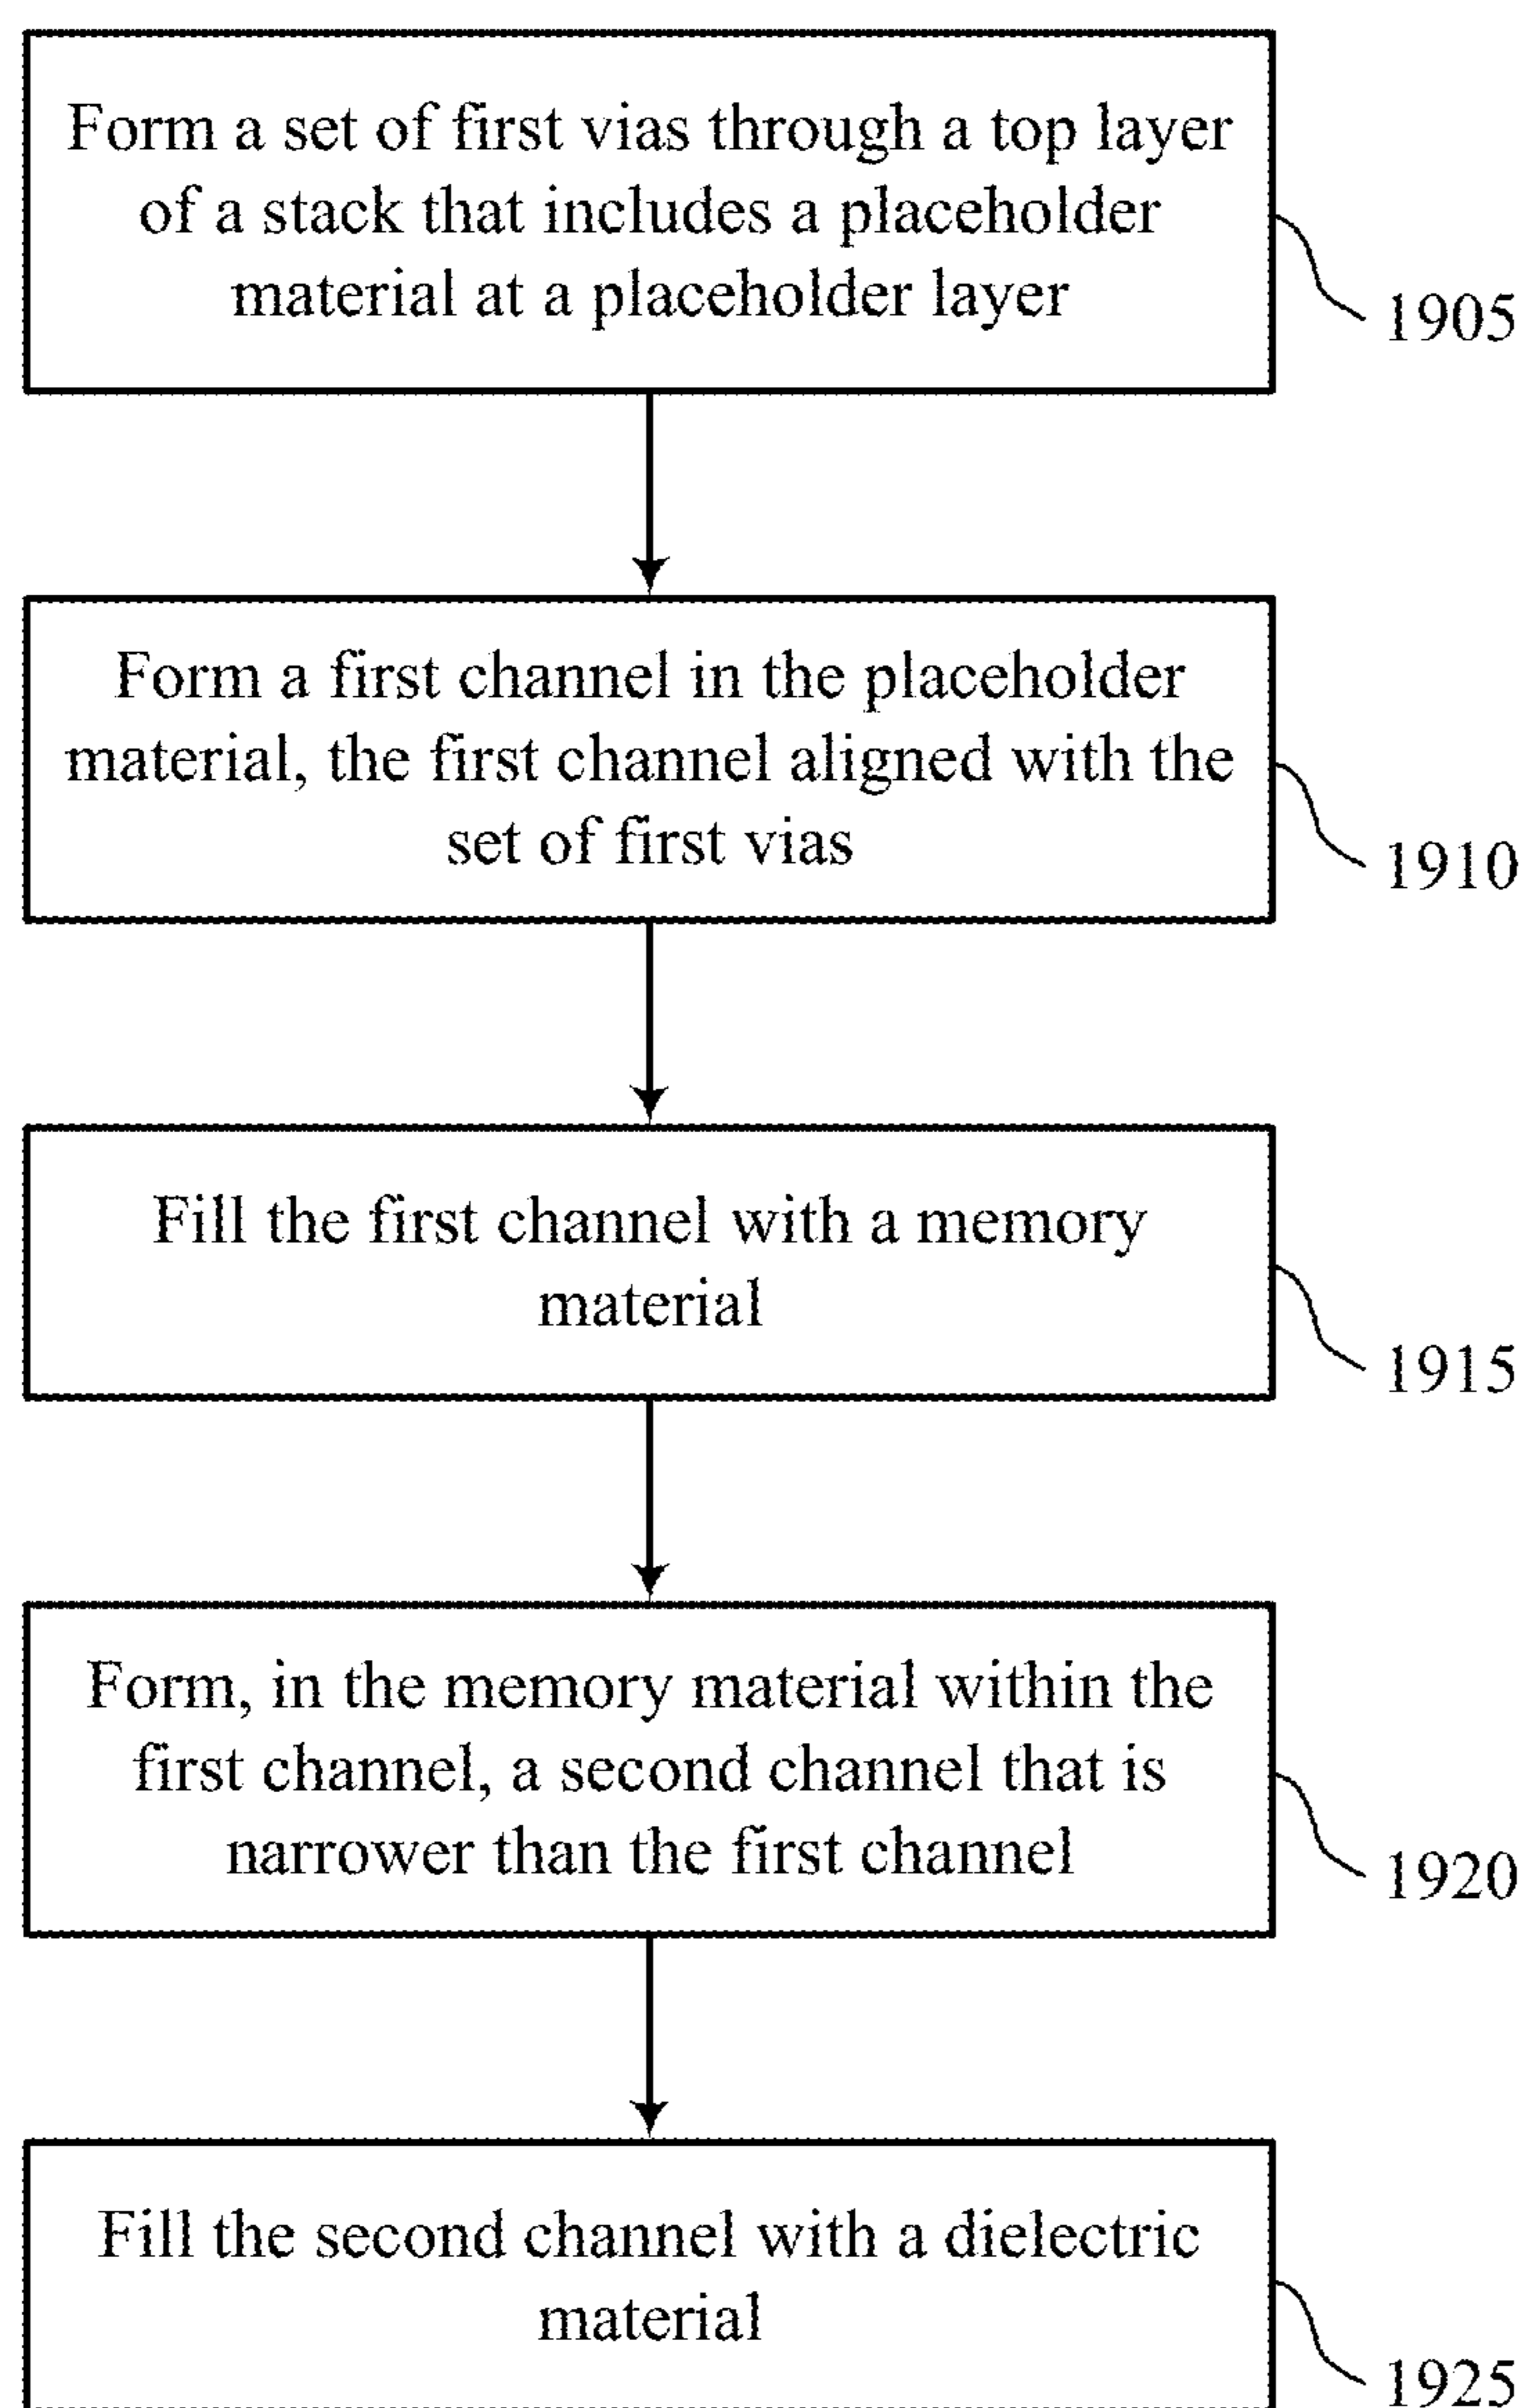 Form a set of first vias through a top layer
of a stack that includes a placeholder
material at a placeholder layer
1905
Form a first channel in the placeholder
material, the first channel aligned with the
set of first vias
1910
Fill the first channel with a memory
material
1915
Form, in the memory material within the
first channel, a second channel that is
narrower than the first channel
1920
Fill the second channel with a dielectric
material
1925